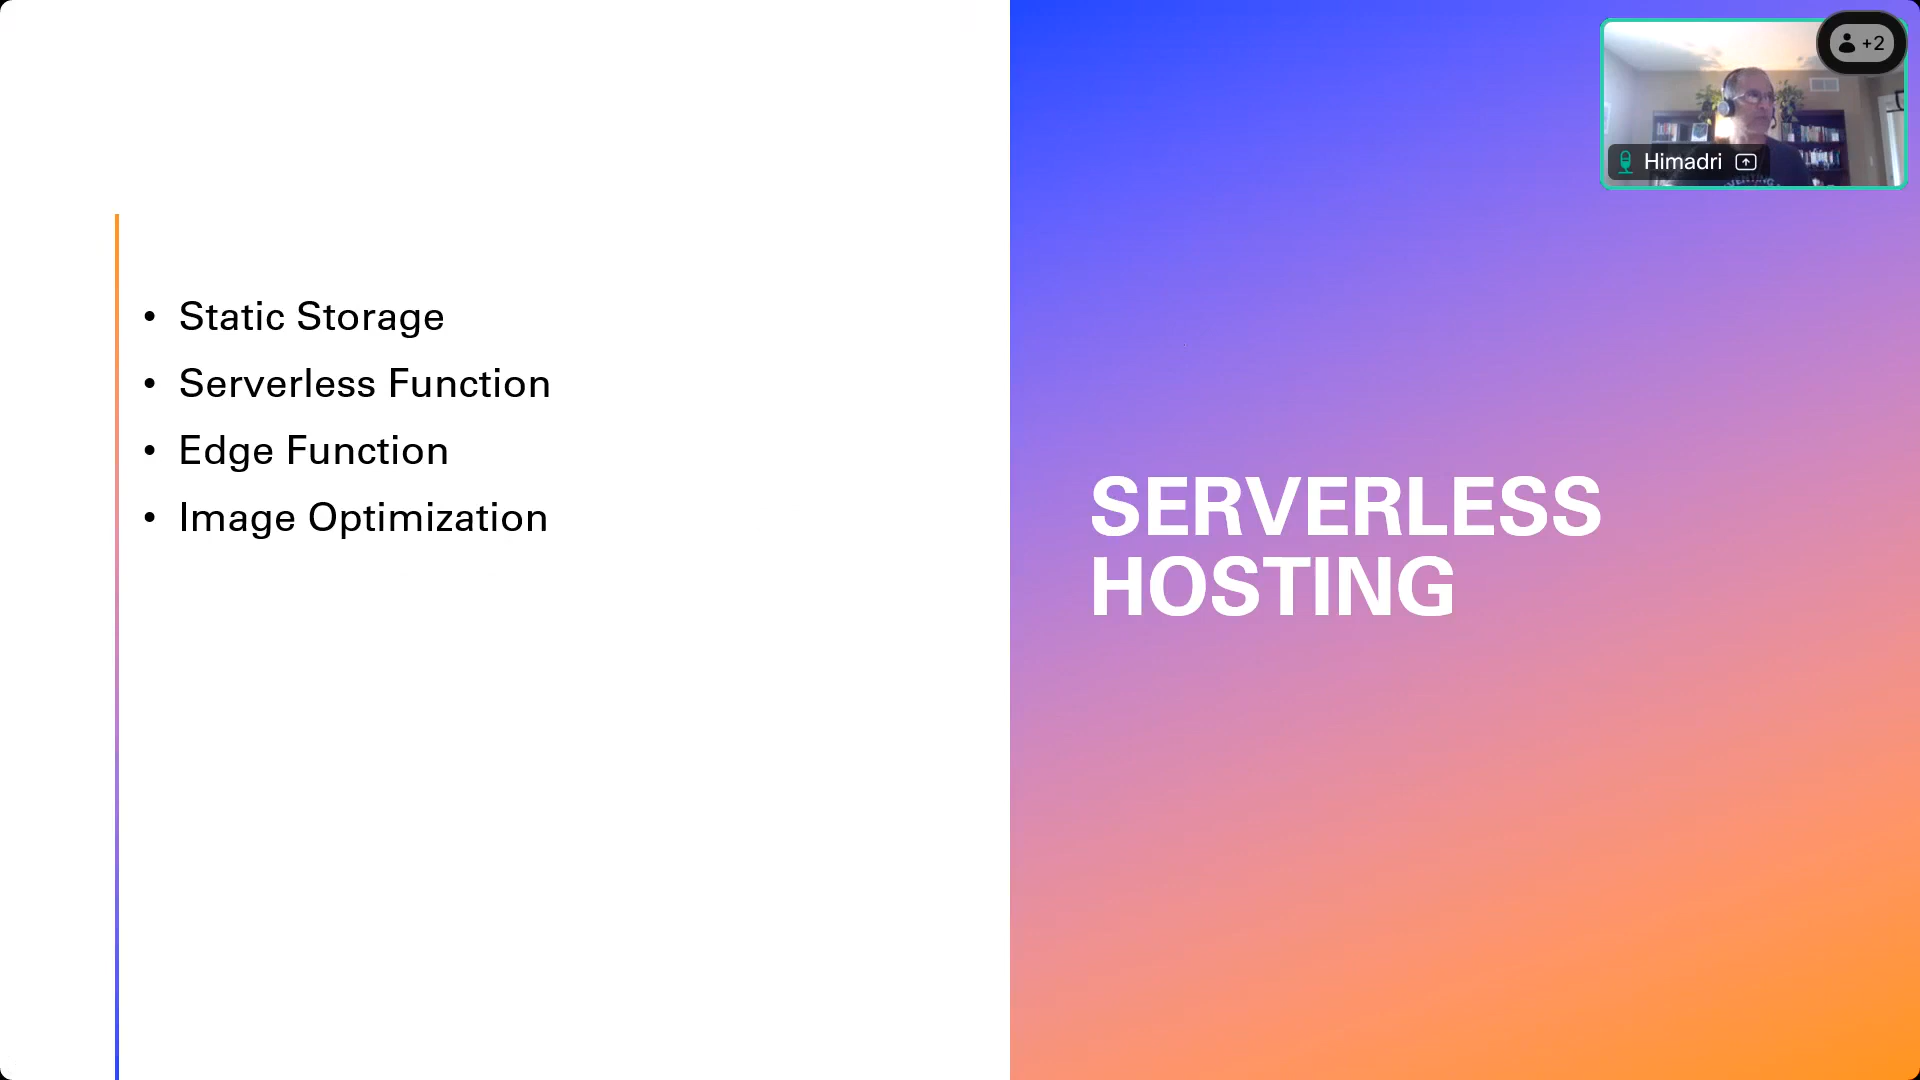 Static Storage
Serverless Function
Edge Function
Image Optimization
SERVERLESS
HOSTING
+2
Himadri